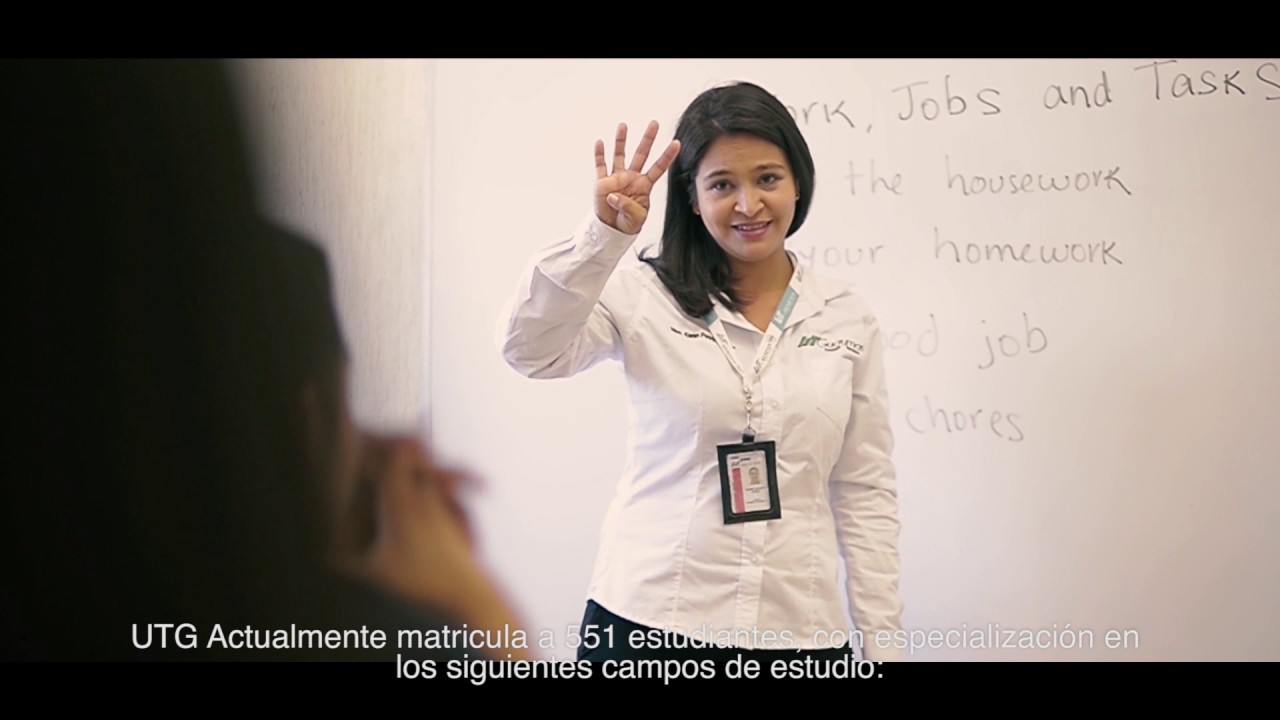 Jobs and Tasks
the housework
your homework
job
chores
UTG Actualmente matricula a 551 estudiantes, con especialización en
los siguientes campos de estudio: